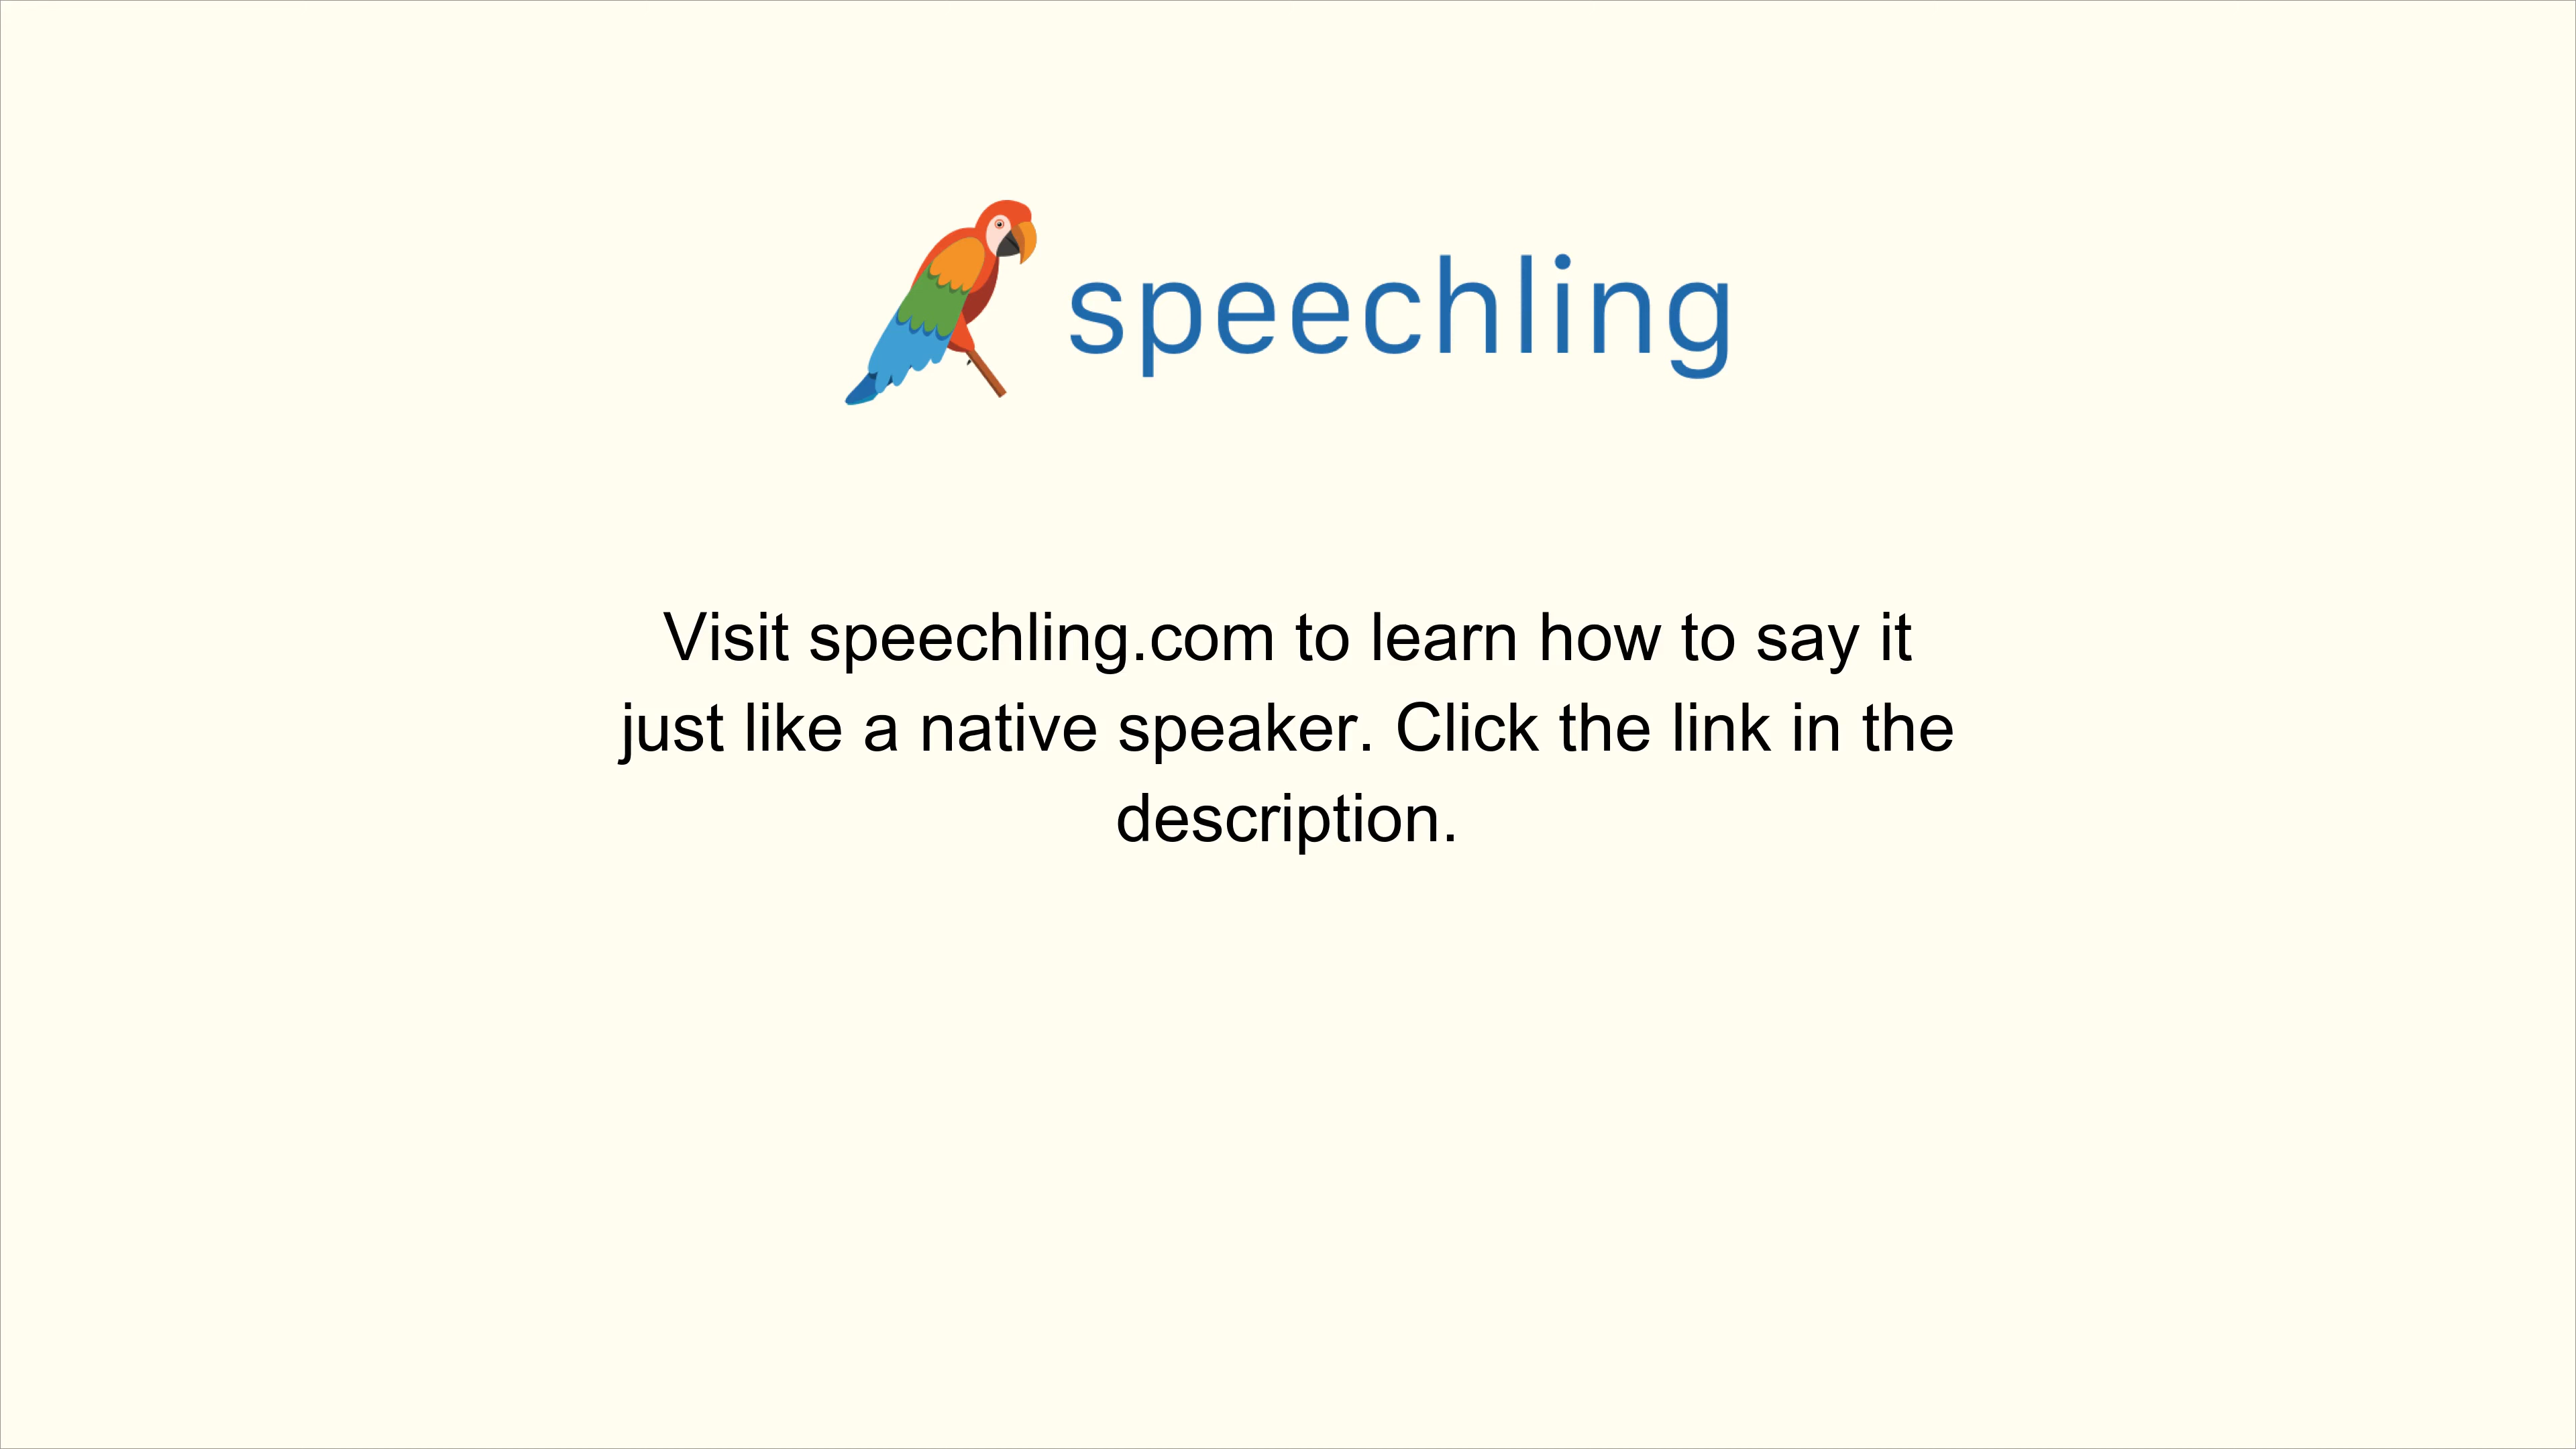 speechling
Visit speechling.com to learn how to say it
just like a native speaker. Click the link in the
description.